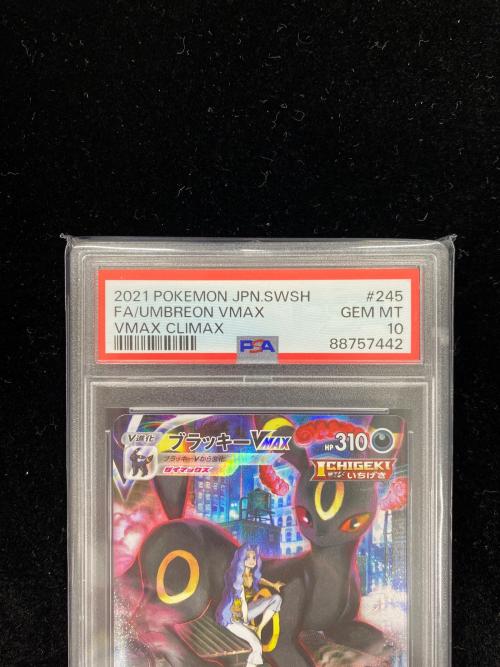 2021 POKEMON JPN.SWSH #245
FA/UMBREON VMAX GEM MT
VMAX CLIMAX 10
PSA 88757442
V進化 ブラッキーVMAX HP 310
ブラッキーVから進化
ダイマックス
ICHIGEKI
いちげき